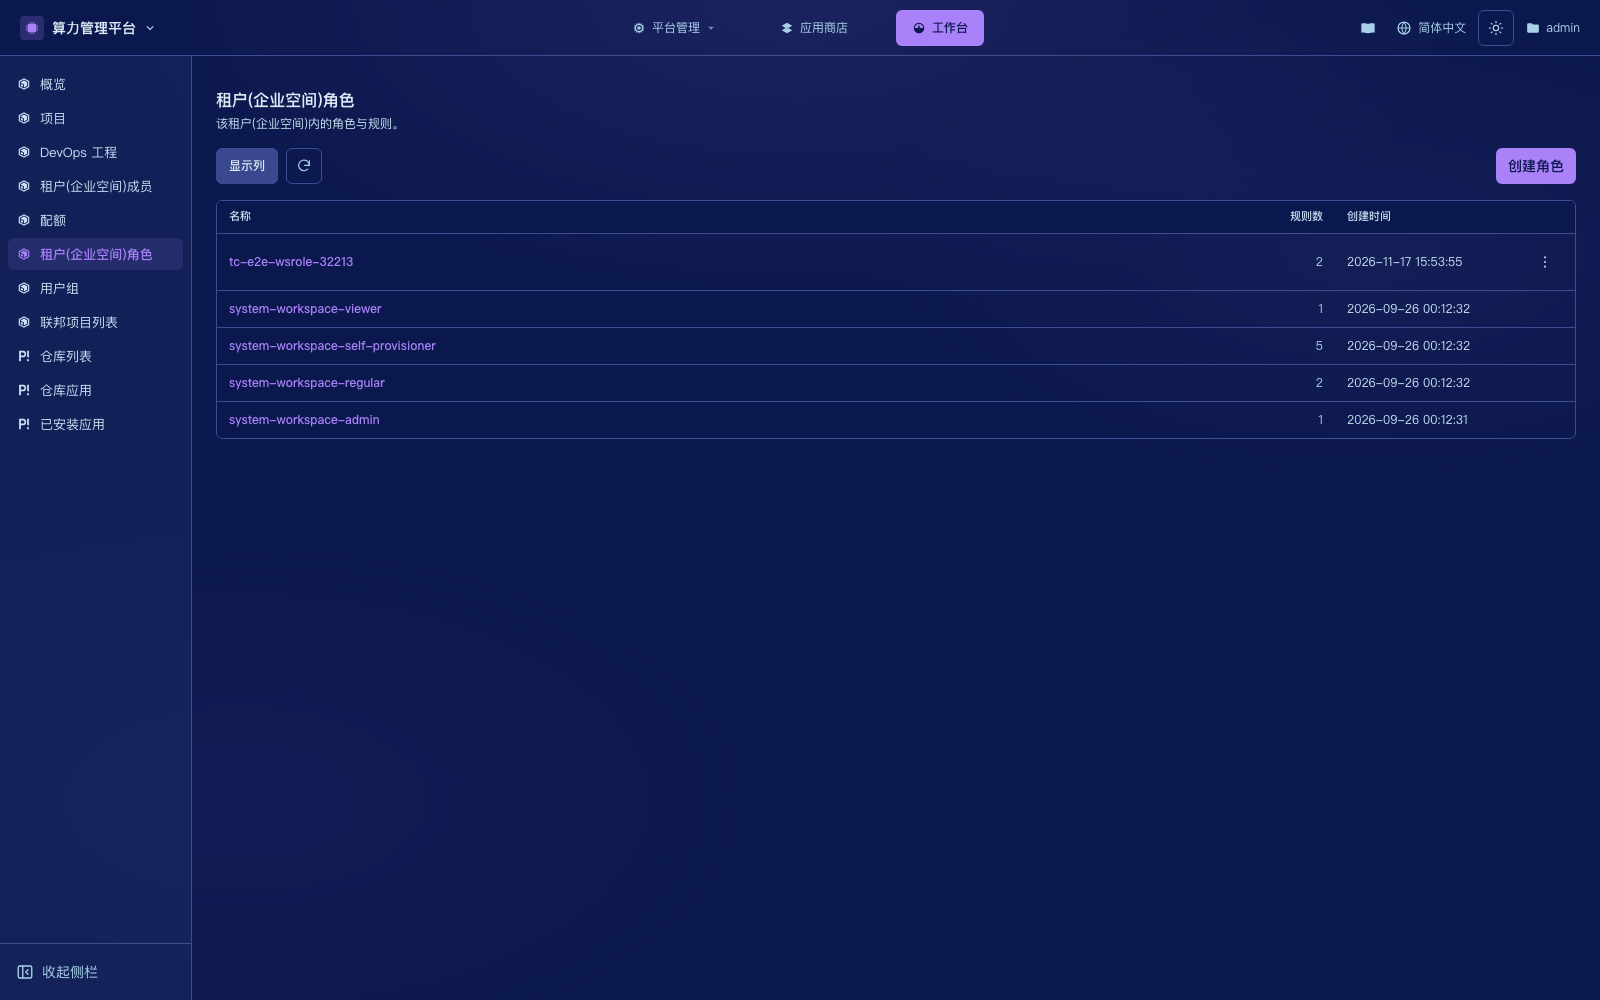 算力管理平台
平台管理
应用商店
工作台
简体中文
admin
概览
项目
DevOps 工程
租户(企业空间)成员
配额
租户(企业空间)角色
用户组
联邦项目列表
P! 仓库列表
P! 仓库应用
P! 已安装应用
收起侧栏
租户(企业空间)角色
该租户(企业空间)内的角色与规则。
显示列
创建角色
名称 规则数 创建时间
tc-e2e-wsrole-32213 2 2026-11-17 15:53:55
system-workspace-viewer 1 2026-09-26 00:12:32
system-workspace-self-provisioner 5 2026-09-26 00:12:32
system-workspace-regular 2 2026-09-26 00:12:32
system-workspace-admin 1 2026-09-26 00:12:31